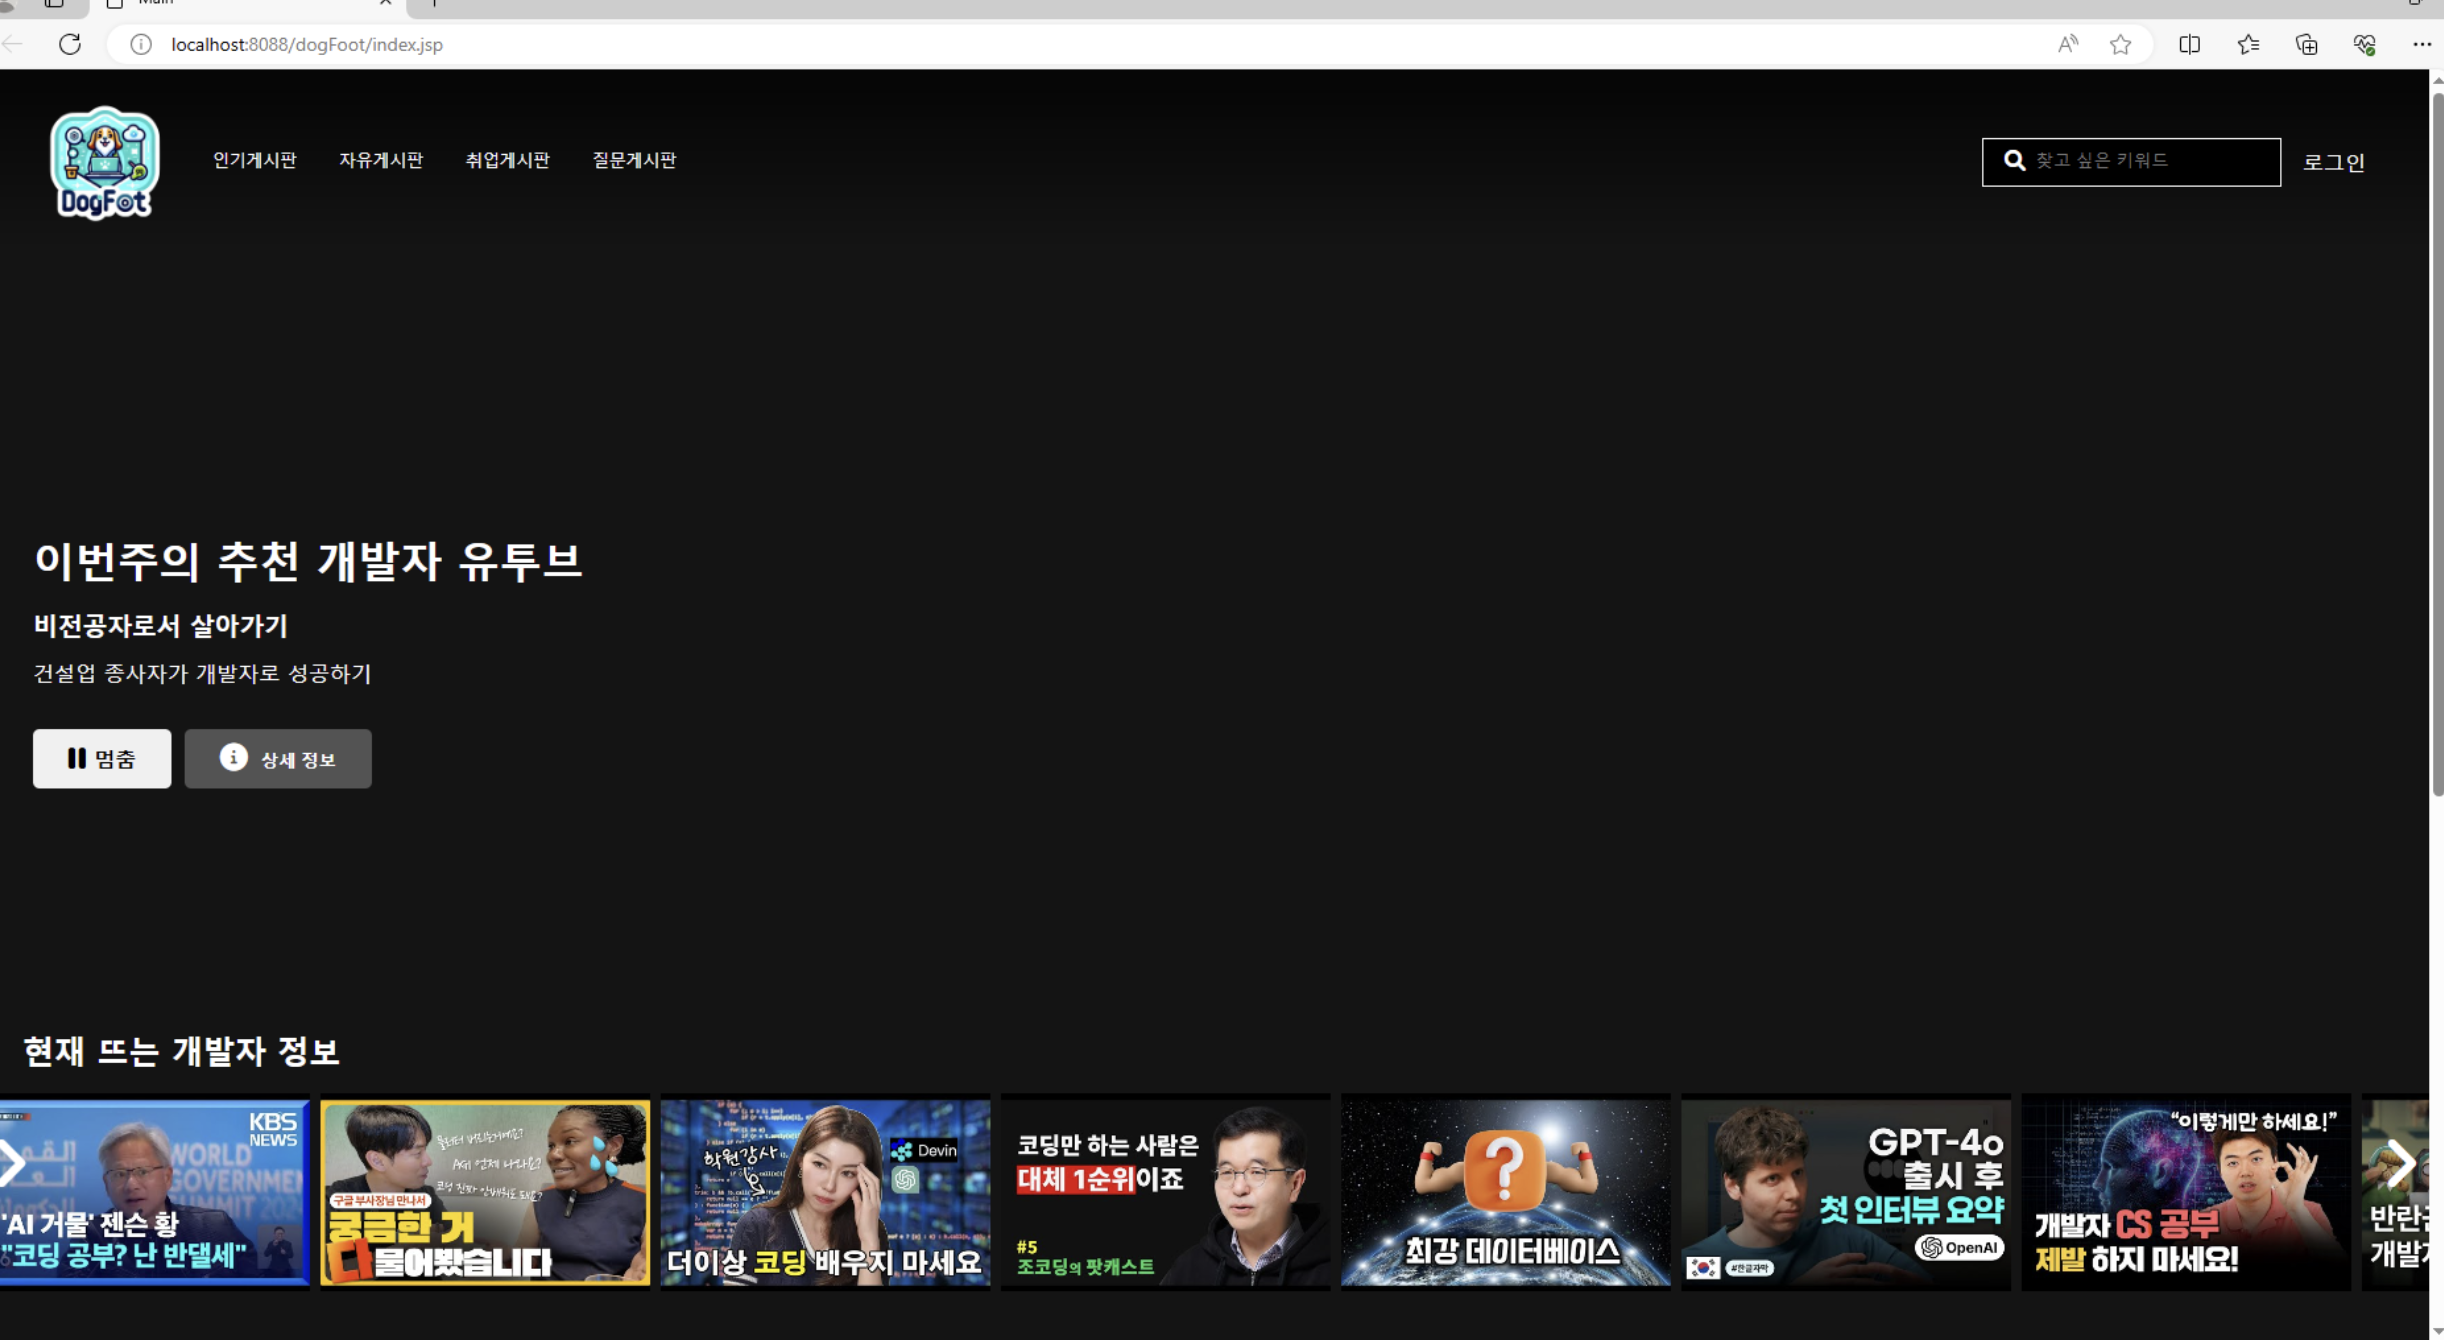 Main
localhost:8088/dogFoot/index.jsp
DogFot
인기게시판
자유게시판
취업게시판
질문게시판
찾고 싶은 키워드
로그인
이번주의 추천 개발자 유투브
비전공자로서 살아가기
건설업 종사자가 개발자로 성공하기
멈춤
상세 정보
현재 뜨는 개발자 정보
KBS
NEWS
WORLD
GOVERNMEN
'AI 거물' 젠슨 황
"코딩 공부? 난 반댈세"
구글 부사장님 만나서
궁금한 거
다 물어봤습니다
학원강사
Devin
더이상 코딩 배우지 마세요
코딩만 하는 사람은
대체 1순위이죠
#5
조코딩의 팟캐스트
?
최강 데이터베이스
GPT-4o
출시 후
첫 인터뷰 요약
OpenAI
#한글자막
“이렇게만 하세요!”
개발자 CS 공부
제발 하지 마세요!